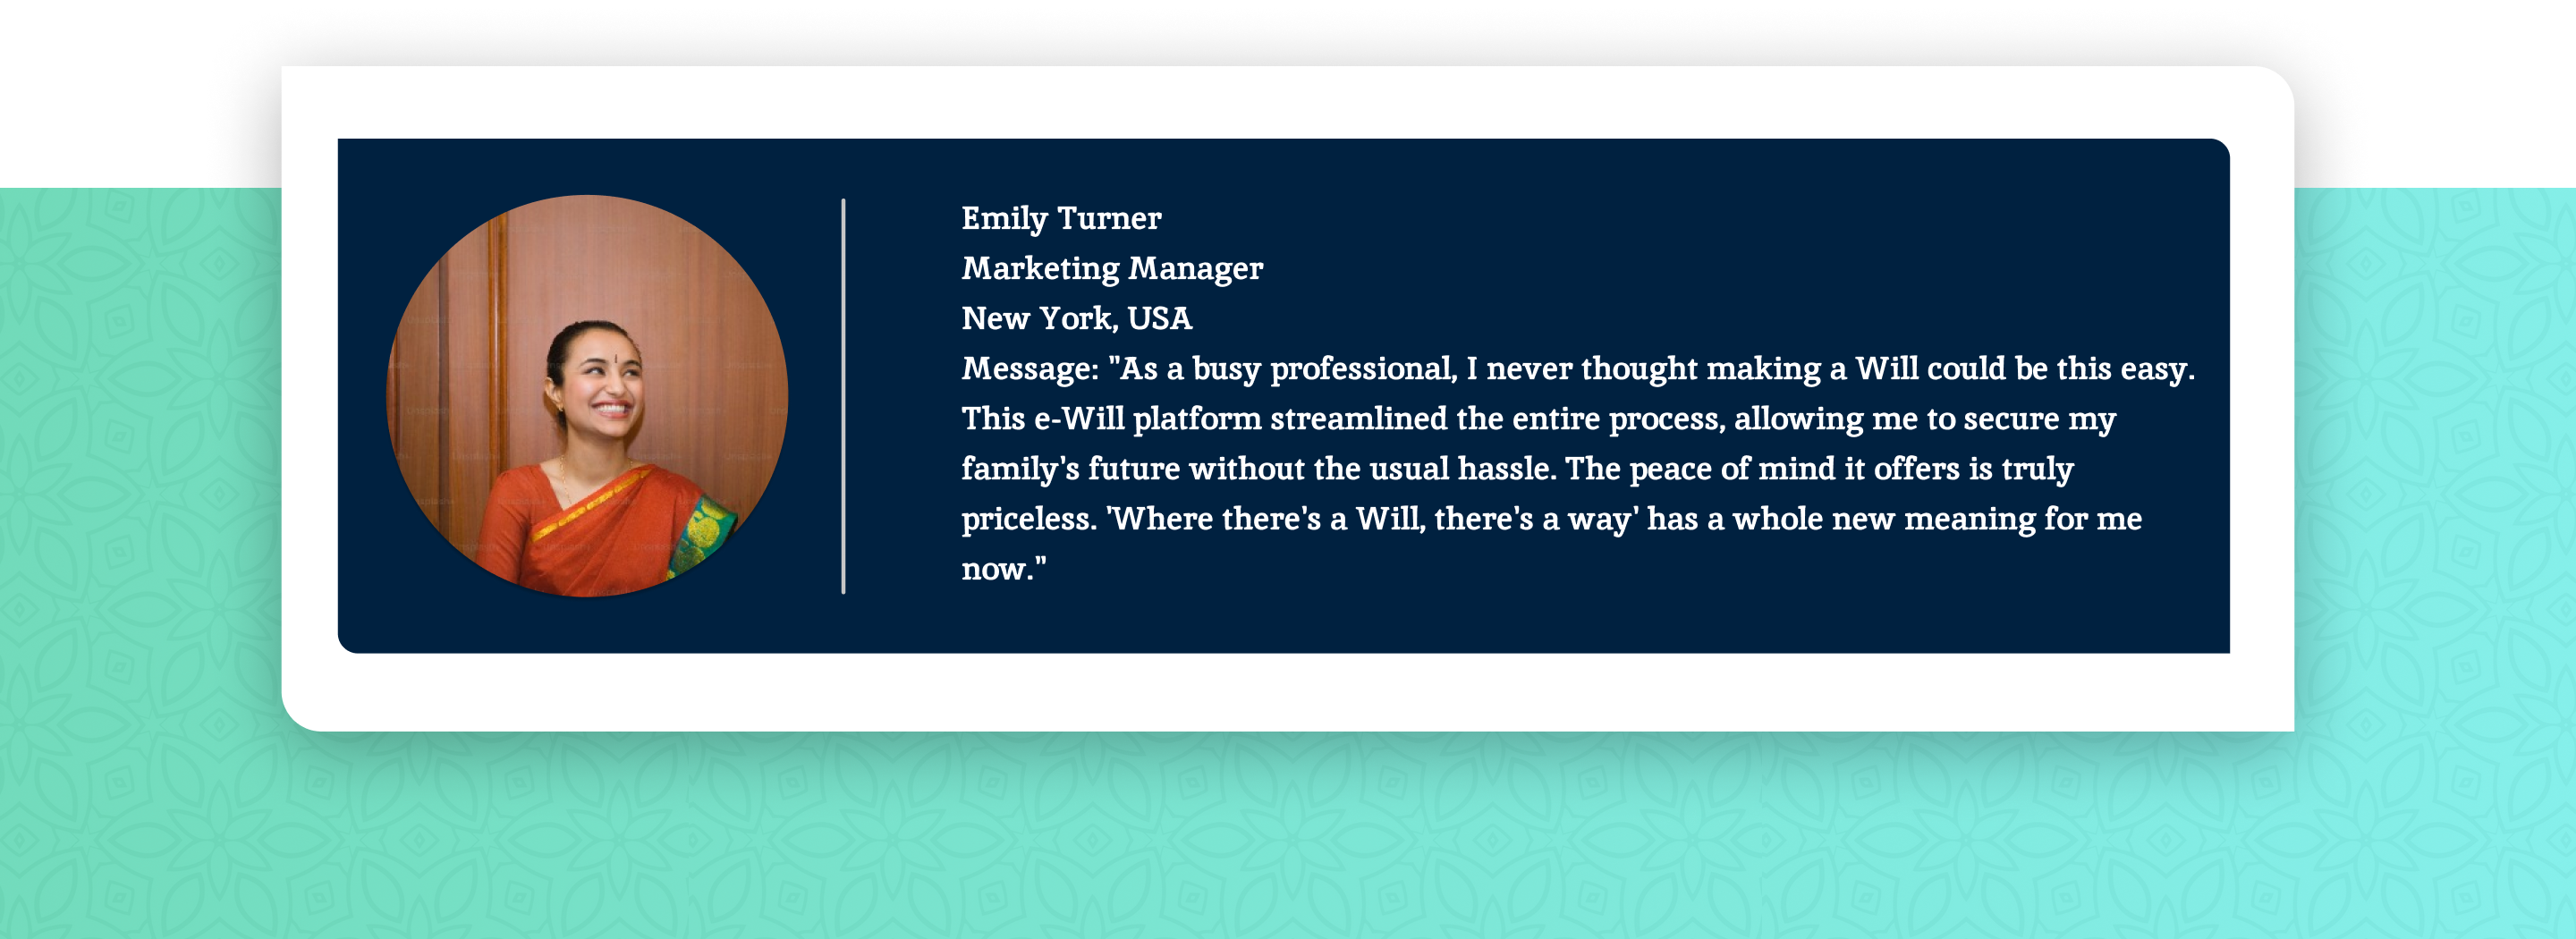 Emily Turner
Marketing Manager
New York, USA
Message: "As a busy professional, I never thought making a Will could be this easy.
This e-Will platform streamlined the entire process, allowing me to secure my
family's future without the usual hassle. The peace of mind it offers is truly
priceless. 'Where there's a Will, there's a way' has a whole new meaning for me
now."